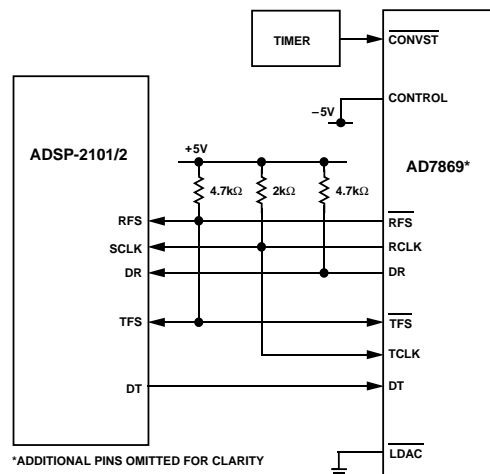 TIMER
CONVST
CONTROL
–5V
ADSP-2101/2
+5V
AD7869*
4.7kΩ
2kΩ
4.7kΩ
RFS
RFS
SCLK
RCLK
DR
DR
TFS
TFS
TCLK
DT
DT
*ADDITIONAL PINS OMITTED FOR CLARITY
LDAC